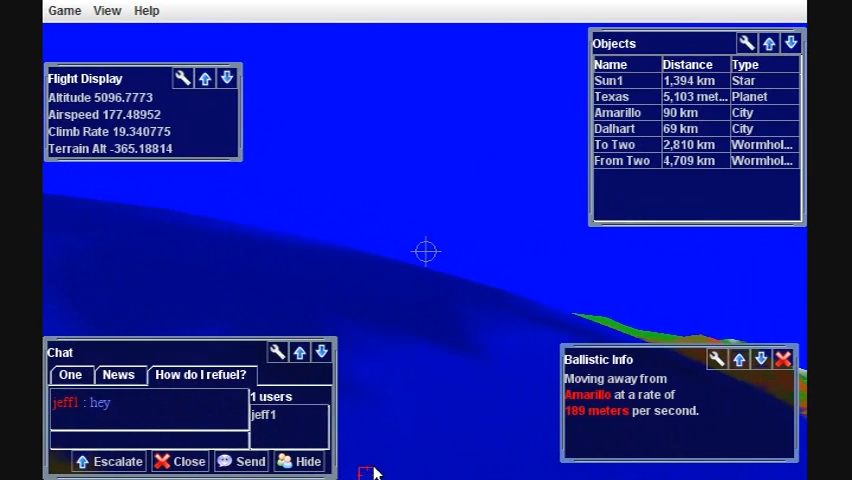 Game View Help
Flight Display
Altitude 5096.7773
Airspeed 177.48952
Climb Rate 19.340775
Terrain Alt -365.18814
Objects
Name Distance Type
Sun1 1,394 km Star
Texas 5,103 met... Planet
Amarillo 90 km City
Dalhart 69 km City
To Two 2,810 km Wormhol...
From Two 4,709 km Wormhol...
Chat
One News How do I refuel?
jeff1 : hey
1 users
jeff1
Escalate Close Send Hide
Ballistic Info
Moving away from
Amarillo at a rate of
189 meters per second.